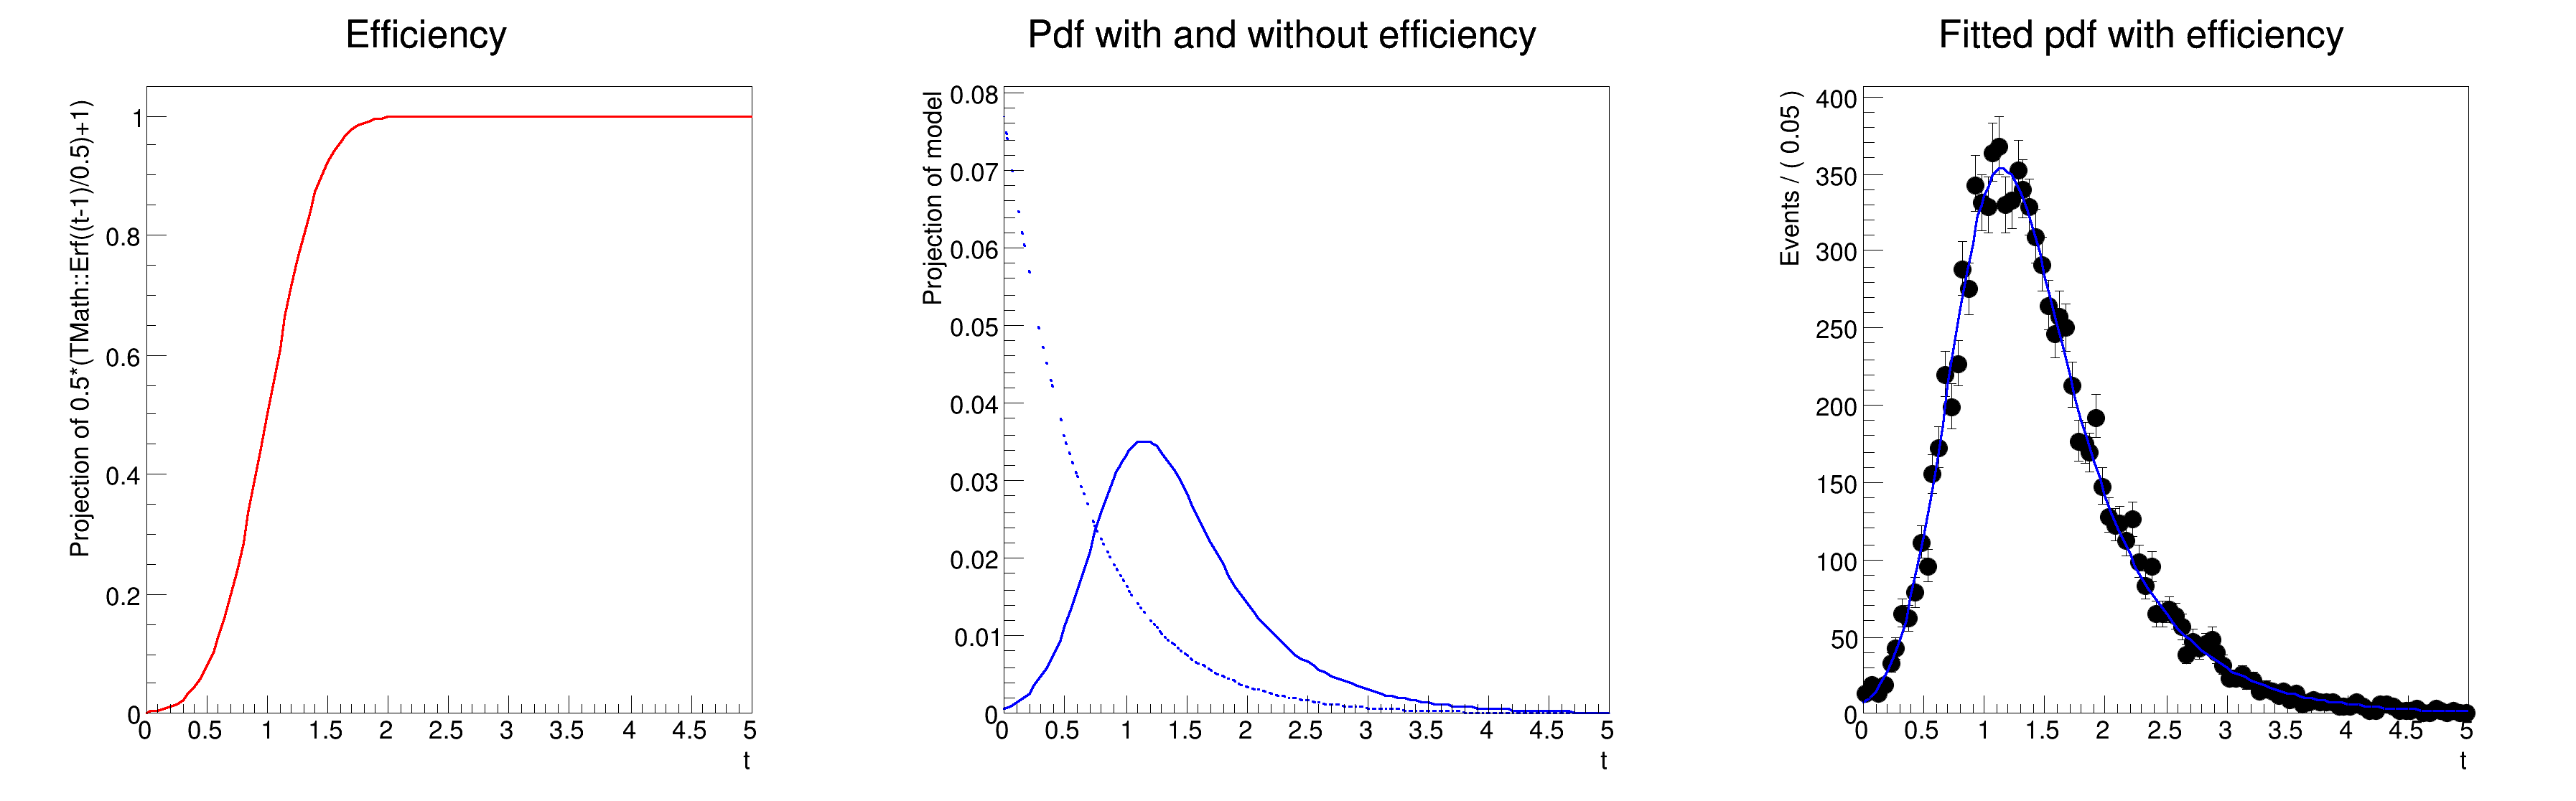 Efficiency
Projection of 0.5*(TMath::Erf((t-1)/0.5)+1)
1
0.8
0.6
0.4
0.2
0
0 0.5 1 1.5 2 2.5 3 3.5 4 4.5 5
t
Pdf with and without efficiency
Projection of model
0.08
0.07
0.06
0.05
0.04
0.03
0.02
0.01
0
0 0.5 1 1.5 2 2.5 3 3.5 4 4.5 5
t
Fitted pdf with efficiency
Events / ( 0.05 )
400
350
300
250
200
150
100
50
0
0 0.5 1 1.5 2 2.5 3 3.5 4 4.5 5
t